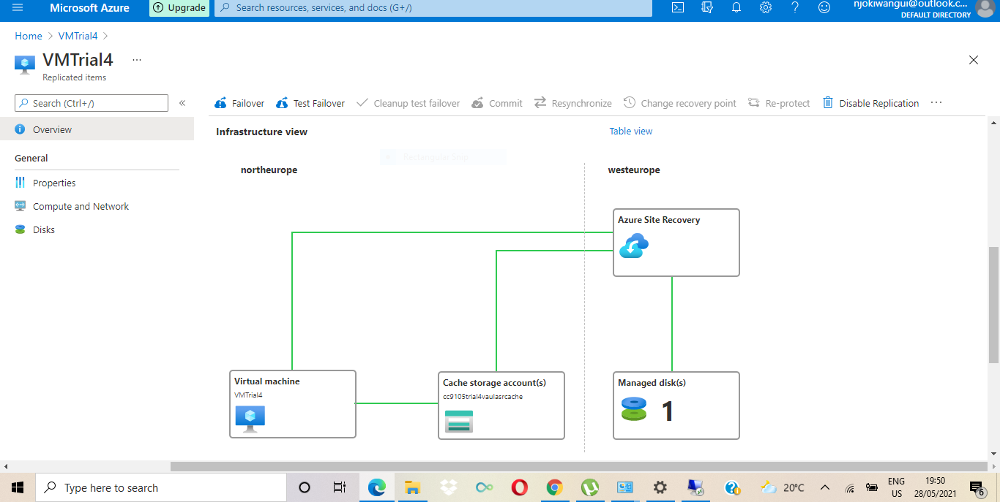 Microsoft Azure
Upgrade
Search resources, services, and docs (G+/)
njokiwangui@outlook.c...
DEFAULT DIRECTORY
Home > VMTrial4 >
VMTrial4 ...
Replicated items
Search (Ctrl+/)
«
Failover
Test Failover
Cleanup test failover
Commit
Resynchronize
Change recovery point
Re-protect
Disable Replication
...
Overview
General
Properties
Compute and Network
Disks
Infrastructure view
Table view
Rectangular Snip
northeurope
westeurope
Azure Site Recovery
Virtual machine
VMTrial4
Cache storage account(s)
cc9105trial4vaulasrcache
Managed disk(s)
1
Type here to search
20°C
ENG
US
19:50
28/05/2021
6